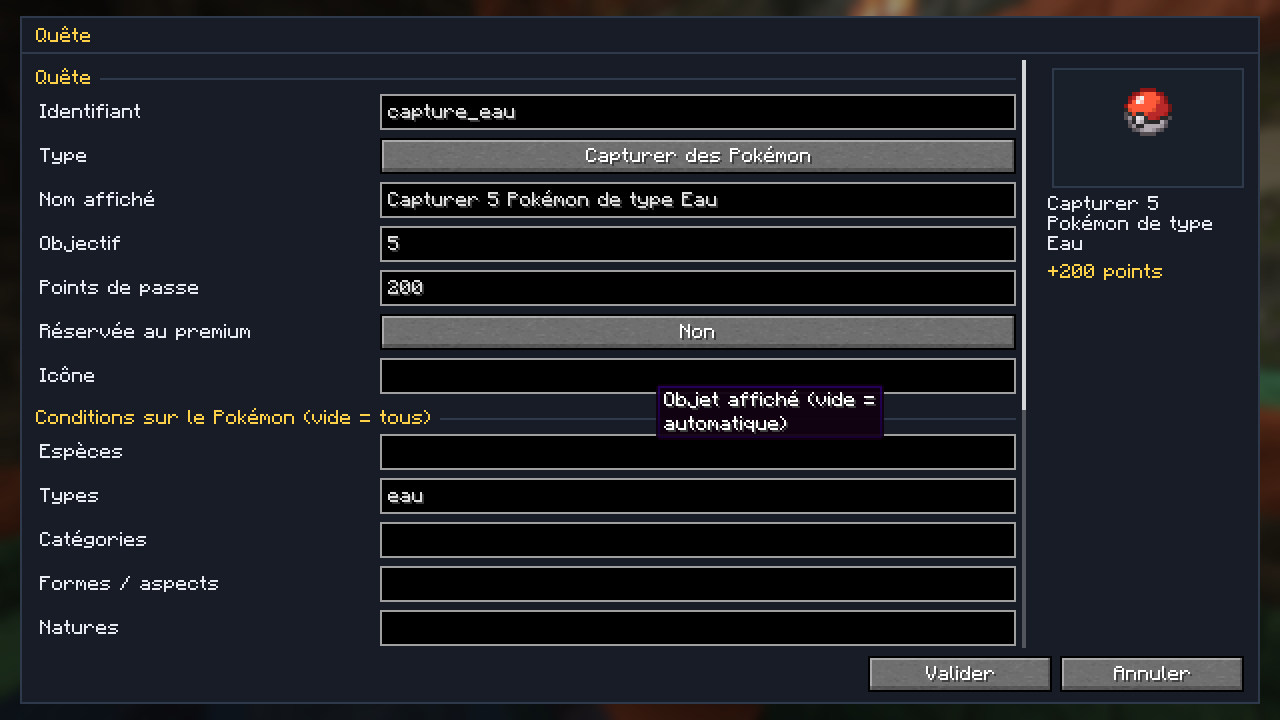 Quête
Quête
Identifiant
capture_eau
Type
Capturer des Pokémon
Nom affiché
Capturer 5 Pokémon de type Eau
Objectif
5
Points de passe
200
Réservée au premium
Non
Icône
Objet affiché (vide =
automatique)
Conditions sur le Pokémon (vide = tous)
Espèces
Types
eau
Catégories
Formes / aspects
Natures
Capturer 5
Pokémon de type
Eau
+200 points
Valider
Annuler